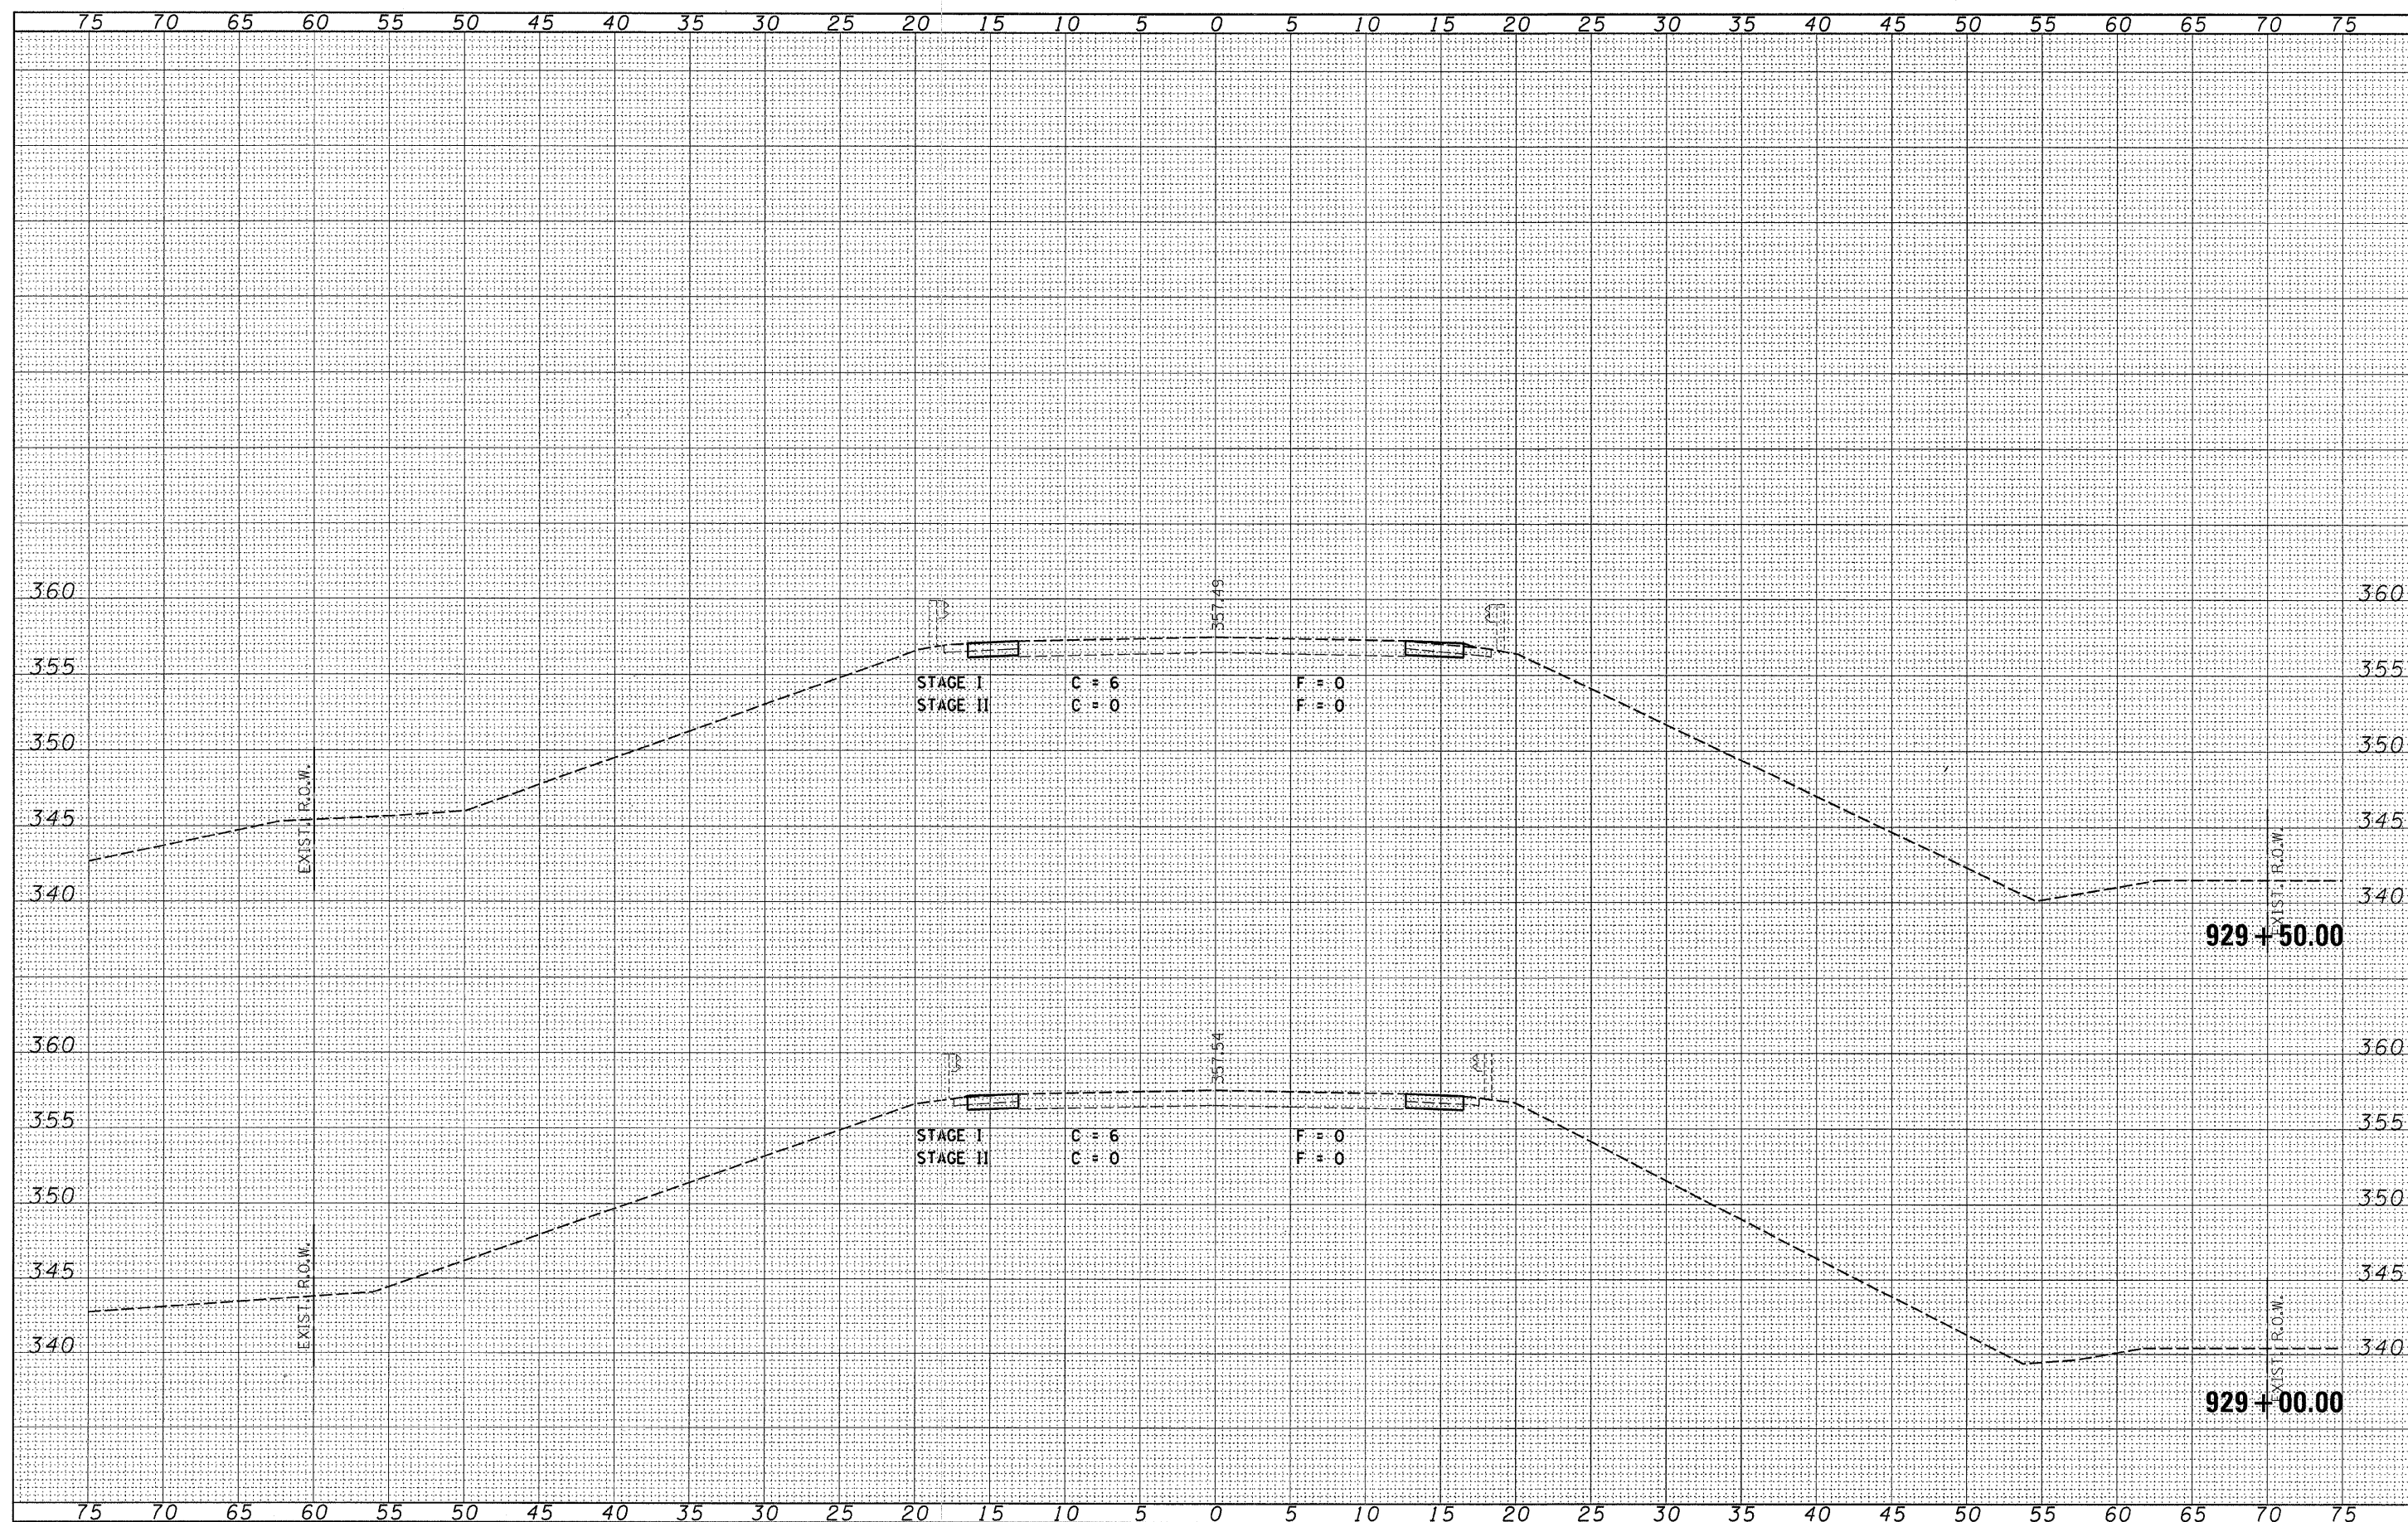 75 70 65 60 55 50 45 40 35 30 25 20 15 10 5 0 5 10 15 20 25 30 35 40 45 50 55 60 65 70 75
360 357.49 360
355 355
STAGE I C = 6 F = 0
STAGE II C = 0 F = 0
350 350
EXIST. R.O.W.
345 345
EXIST. R.O.W.
340 340
929+50.00
360 357.54 360
355 355
STAGE I C = 6 F = 0
STAGE II C = 0 F = 0
350 350
EXIST. R.O.W.
345 345
EXIST. R.O.W.
340 340
929+00.00
75 70 65 60 55 50 45 40 35 30 25 20 15 10 5 0 5 10 15 20 25 30 35 40 45 50 55 60 65 70 75